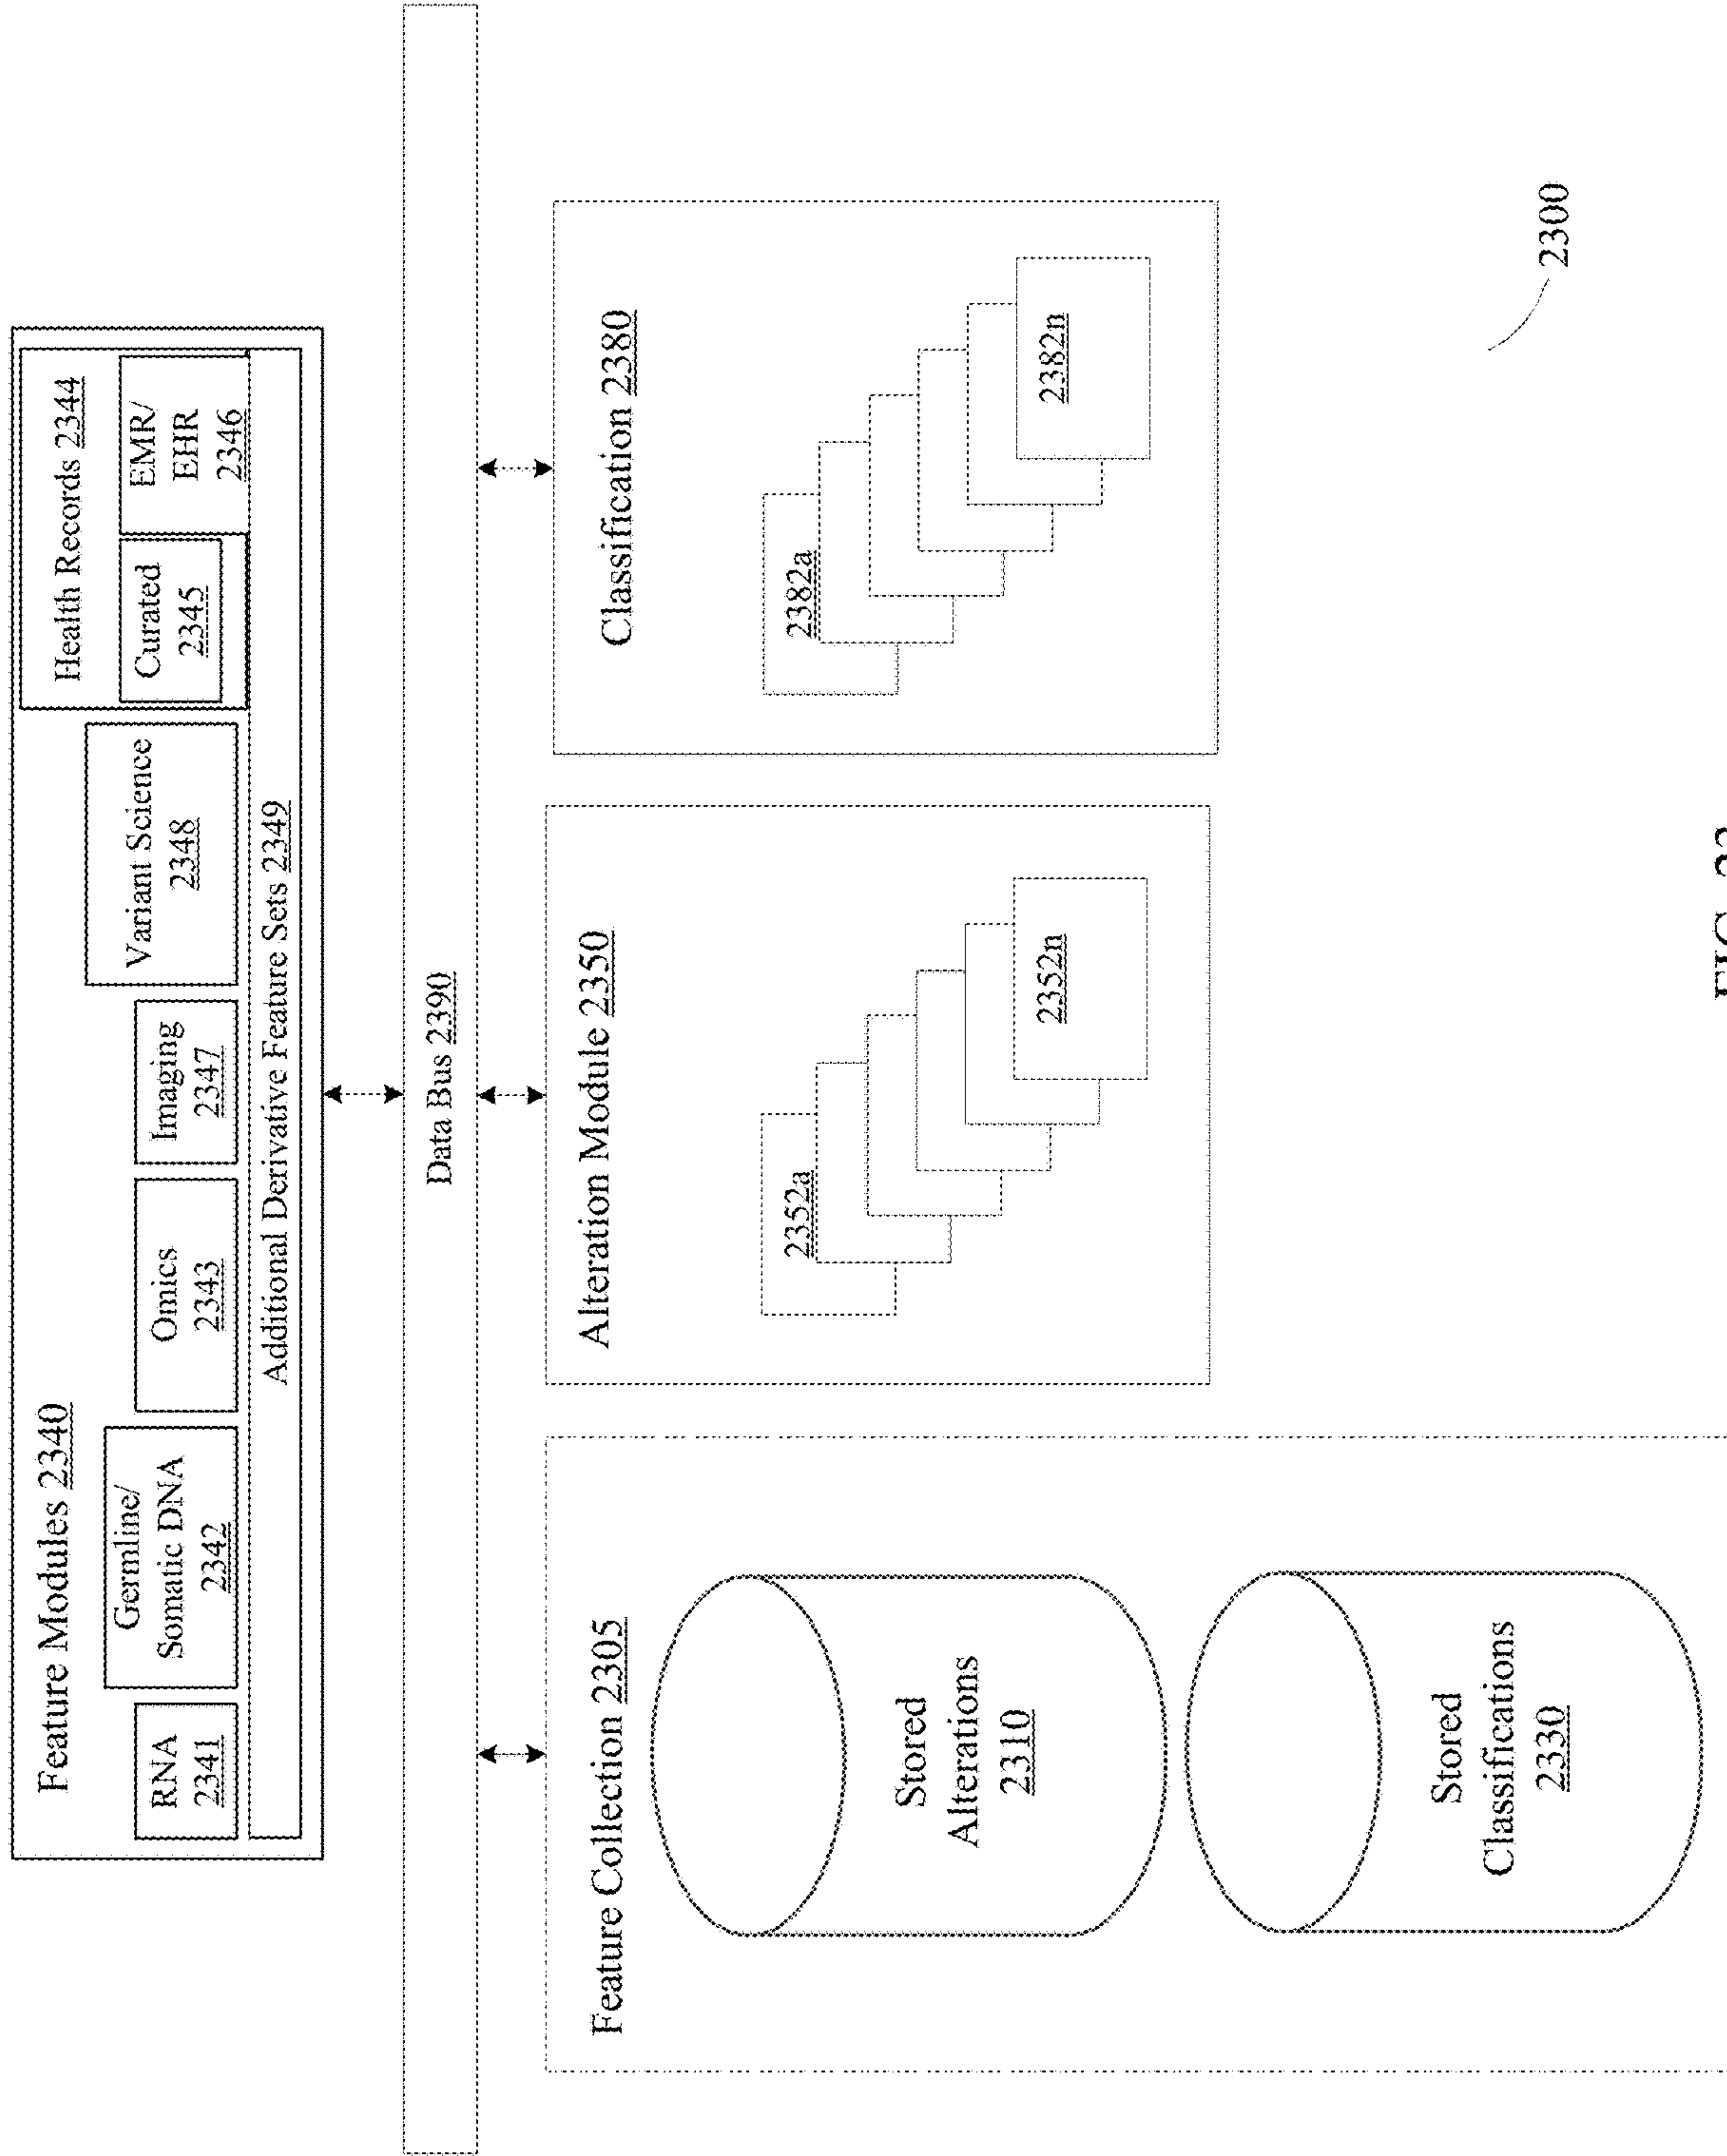 Feature Modules 2340
RNA
2341
Germline/
Somatic DNA
2342
Omics
2343
Imaging
2347
Variant Science
2348
Health Records 2344
Curated
2345
EMR/
EHR
2346
Additional Derivative Feature Sets 2349
Data Bus 2390
Feature Collection 2305
Stored
Alterations
2310
Stored
Classifications
2330
Alteration Module 2350
2352a
2352n
Classification 2380
2382a
2382n
2300